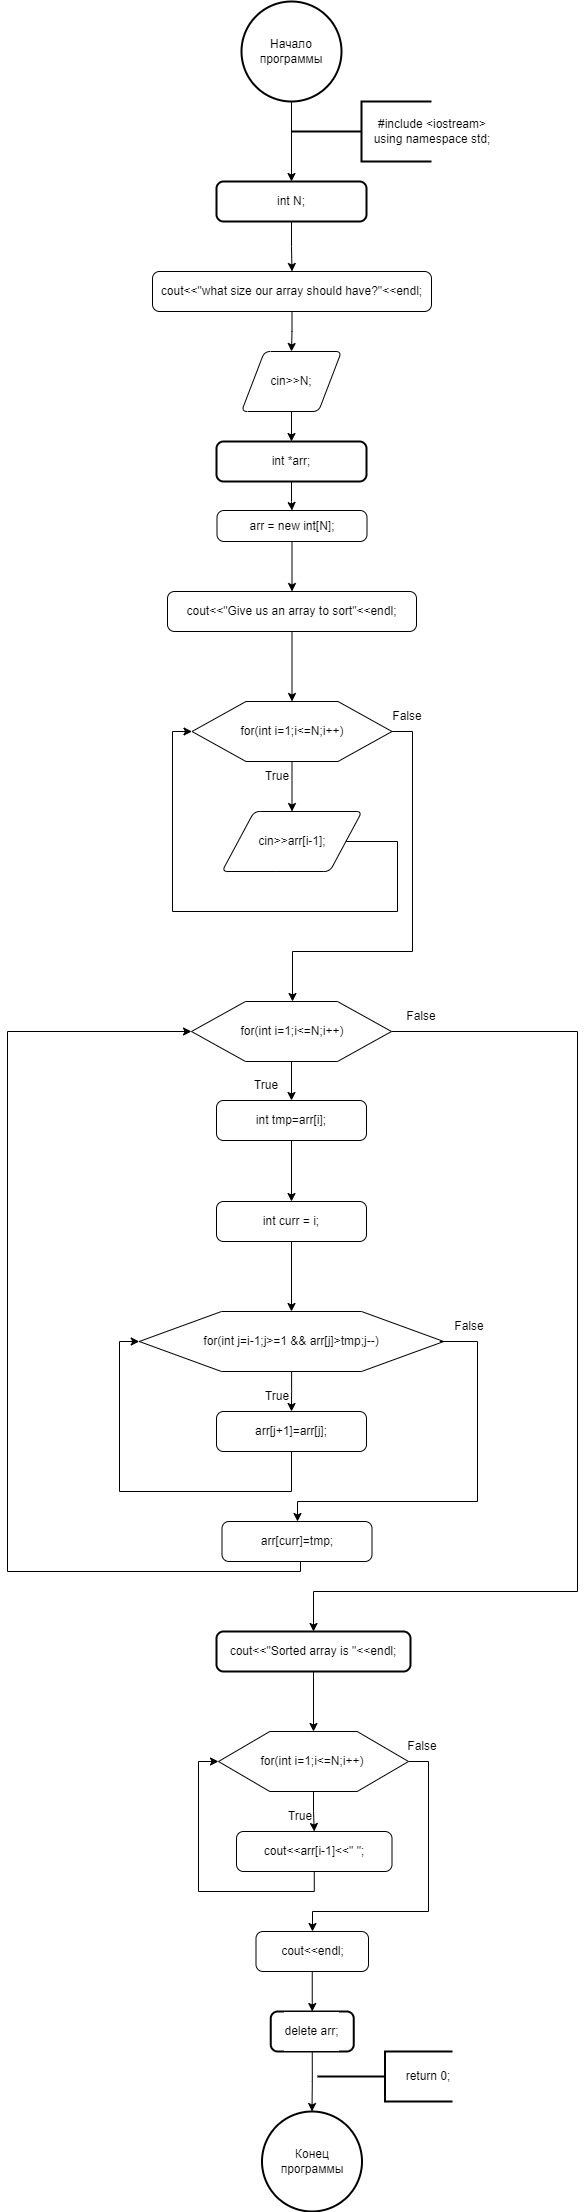 Начало
программы
#include <iostream>
using namespace std;
int N;
cout<<"what size our array should have?"<<endl;
cin>>N;
int *arr;
arr = new int[N];
cout<<"Give us an array to sort"<<endl;
False
for(int i=1;i<=N;i++)
True
cin>>arr[i-1];
False
for(int i=1;i<=N;i++)
True
int tmp=arr[i];
int curr = i;
False
for(int j=i-1;j>=1 && arr[j]>tmp;j--)
True
arr[j+1]=arr[j];
arr[curr]=tmp;
cout<<"Sorted array is "<<endl;
False
for(int i=1;i<=N;i++)
True
cout<<arr[i-1]<<" ";
cout<<endl;
delete arr;
return 0;
Конец
программы